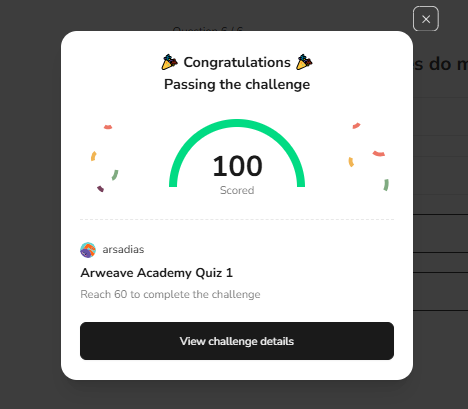 Question 5 | 5
Congratulations
Passing the challenge
s do m
100
Scored
arsadias
Arweave Academy Quiz 1
Reach 60 to complete the challenge
View challenge details